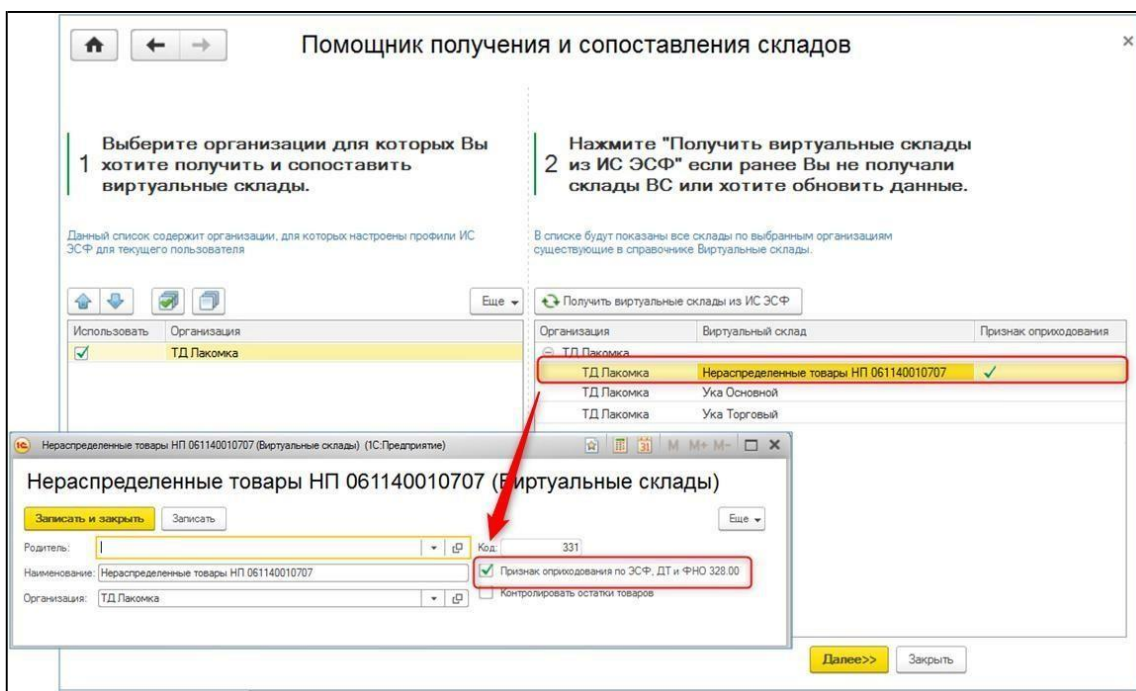 Помощник получения и сопоставления складов
1 Выберите организации для которых Вы
хотите получить и сопоставить
виртуальные склады.
2 Нажмите "Получить виртуальные склады
из ИС ЭСФ" если ранее Вы не получали
склады ВС или хотите обновить данные.
Данный список содержит организации, для которых настроены профили ИС
ЭСФ для текущего пользователя
В списке будут показаны все склады по выбранным организациям
существующие в справочнике Виртуальные склады.
Еще
Получить виртуальные склады из ИС ЭСФ
Использовать Организация
ТД Лакомка
Организация Виртуальный склад Признак оприходования
ТД Лакомка
ТД Лакомка Нераспределенные товары НП 061140010707
ТД Лакомка Ука Основной
ТД Лакомка Ука Торговый
1С Нераспределенные товары НП 061140010707 (Виртуальные склады) (1С:Предприятие) 31 M M+ M-
Нераспределенные товары НП 061140010707 (Виртуальные склады)
Записать и закрыть Записать Еще
Родитель: Код: 331
Наименование: Нераспределенные товары НП 061140010707 Признак оприходования по ЭСФ, ДТ и ФНО 328.00
Организация: ТД Лакомка Контролировать остатки товаров
Далее>> Закрыть